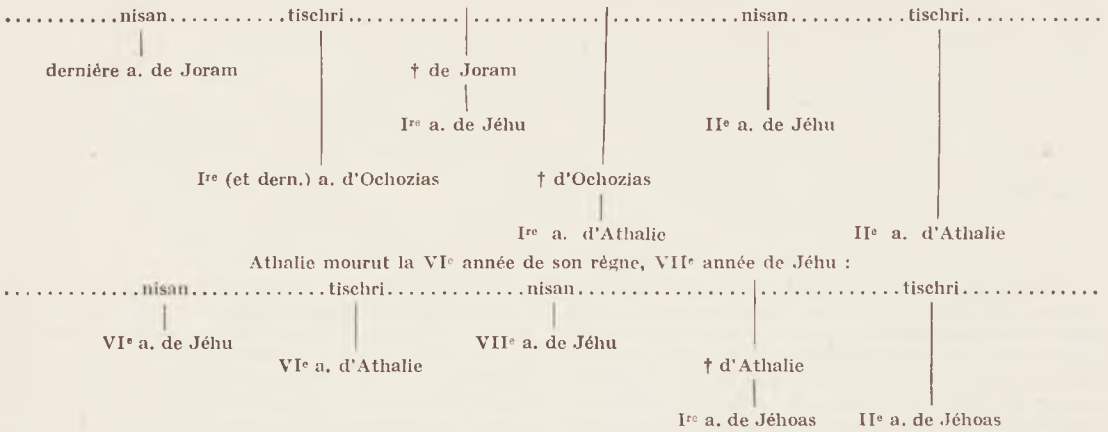 nisan tischri nisan tischri
dernière a. de Joram † de Joram
Iʳᵉ a. de Jéhu IIᵉ a. de Jéhu
Iʳᵉ (et dern.) a. d'Ochozias † d'Ochozias
Iʳᵉ a. d'Athalie IIᵉ a. d'Athalie
Athalie mourut la VIᵉ année de son règne, VIIᵉ année de Jéhu :
nisan tischri nisan tischri
VIᵉ a. de Jéhu VIIᵉ a. de Jéhu
VIᵉ a. d'Athalie † d'Athalie
Iʳᵉ a. de Jéhoas IIᵉ a. de Jéhoas